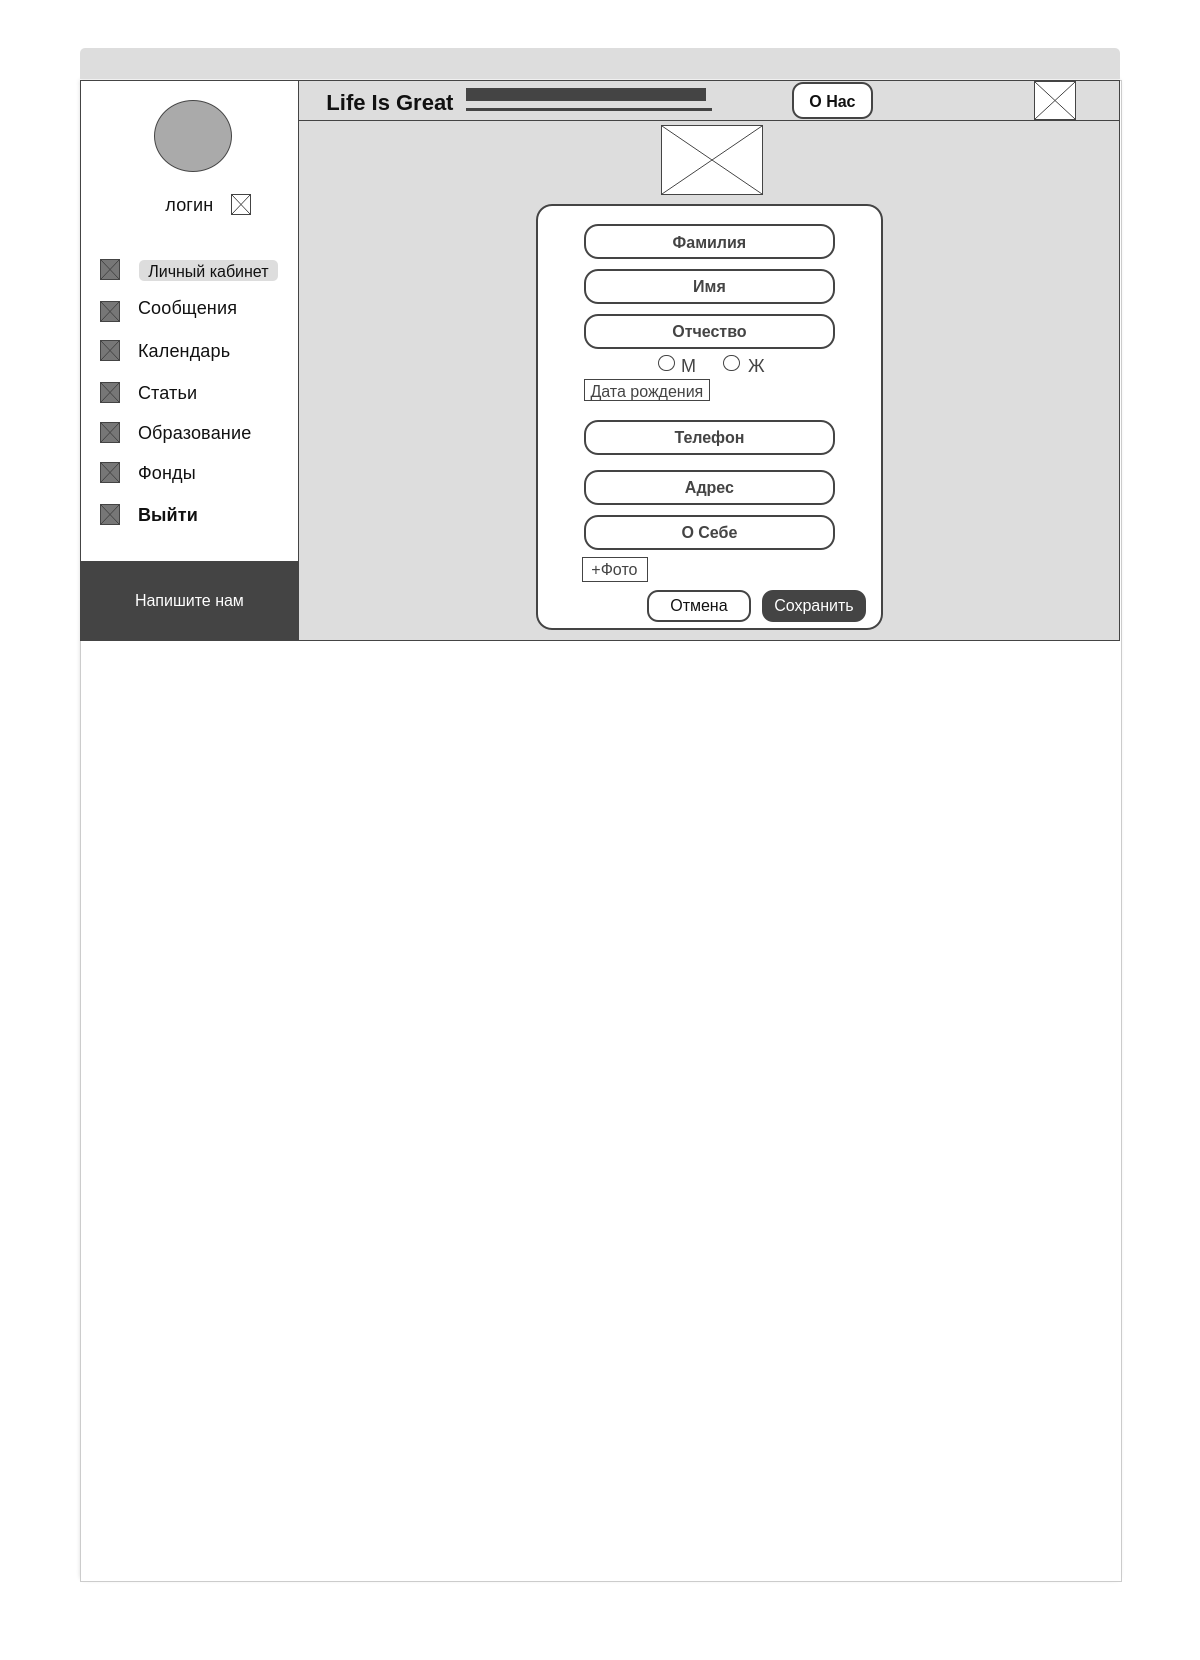 Life Is Great
О Нас
логин
Личный кабинет
Сообщения
Календарь
Статьи
Образование
Фонды
Выйти
Напишите нам
Фамилия
Имя
Отчество
М Ж
Дата рождения
Телефон
Адрес
О Себе
+Фото
Отмена Сохранить